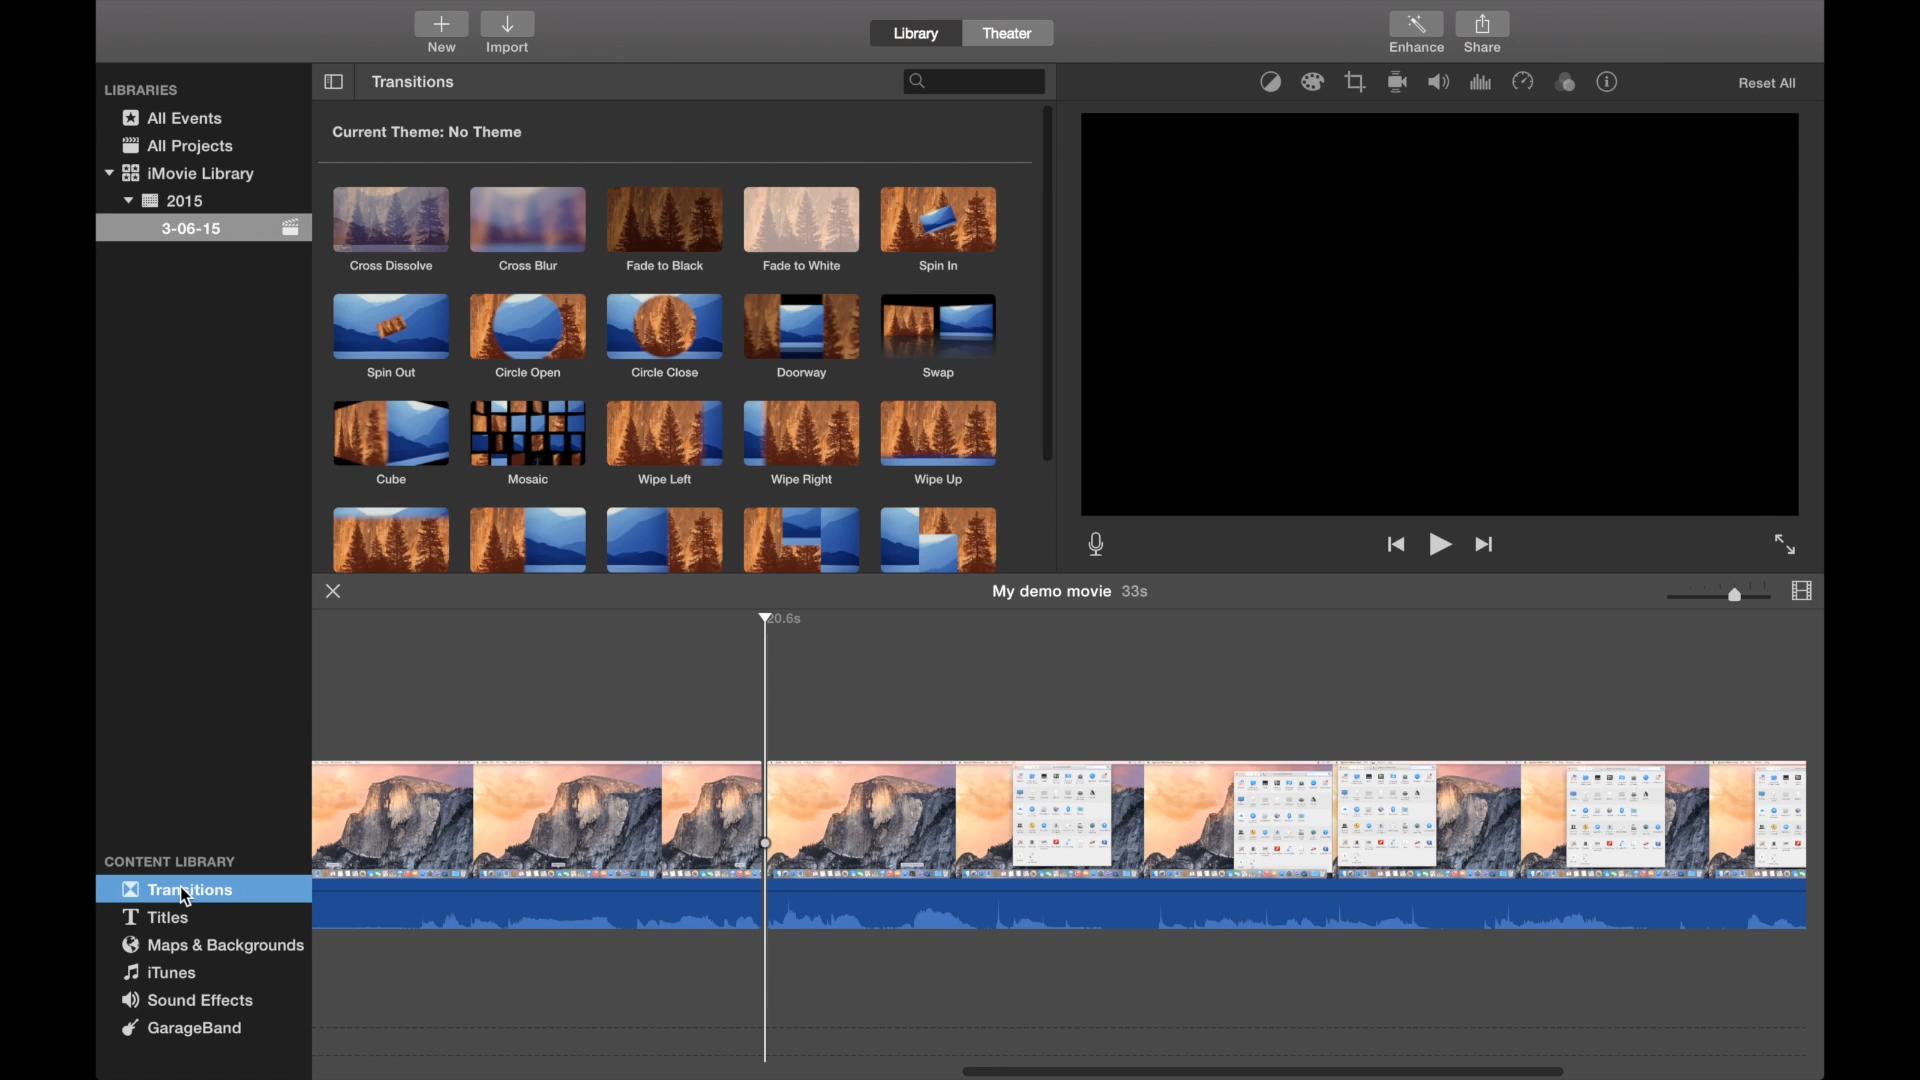 New
Import
Library
Theater
Enhance
Share
LIBRARIES
All Events
All Projects
iMovie Library
2015
3-06-15
Transitions
Reset All
Current Theme: No Theme
Cross Dissolve
Cross Blur
Fade to Black
Fade to White
Spin In
Spin Out
Circle Open
Circle Close
Doorway
Swap
Cube
Mosaic
Wipe Left
Wipe Right
Wipe Up
My demo movie 33s
20.6s
CONTENT LIBRARY
Transitions
Titles
Maps & Backgrounds
iTunes
Sound Effects
GarageBand